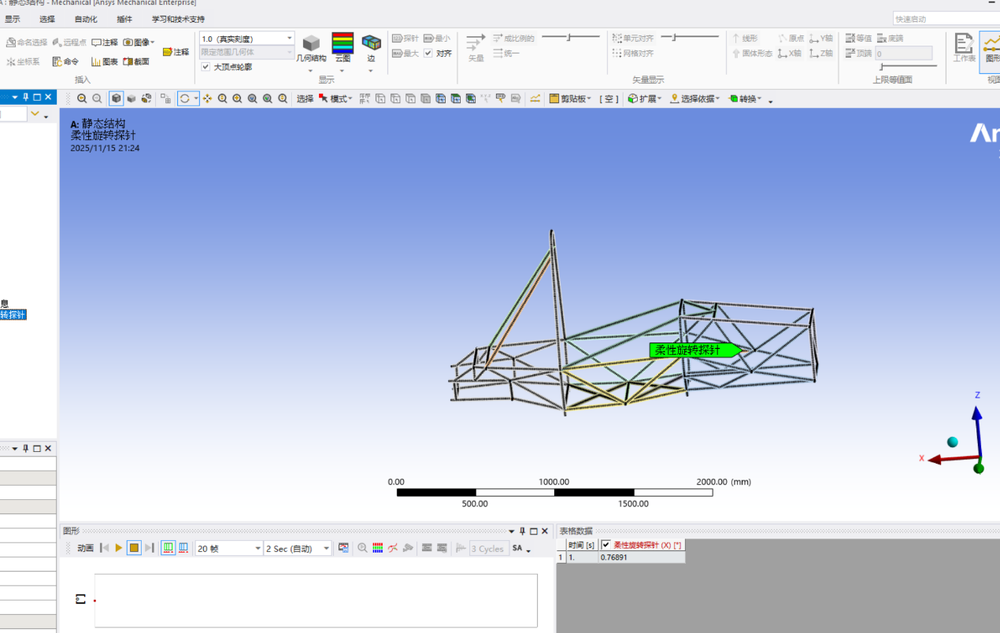 A : 静态结构 - Mechanical [Ansys Mechanical Enterprise]
显示 选择 自动化 插件 学习和技术支持
快速启动
命名选择 远程点 注释 图像
坐标系 命令 图表 截面
注释
插入
1.0 (真实刻度)
限定范围几何体
大顶点轮廓
几何结构 云图 边
显示
探针 最小
最大 对齐
矢量
成比例的
统一
单元对齐
网格对齐
线形 原点 Y轴
固体形态 X轴 Z轴
矢量显示
等值 底端
顶端 0
上限等值面
工作表 图形
视图
选择 模式 剪贴板 [ 空 ] 扩展 选择依据 转换
A: 静态结构
柔性旋转探针
2025/11/15 21:24
息
转探针
柔性旋转探针
Z
X
0.00 1000.00 2000.00 (mm)
500.00 1500.00
图形
动画 20 帧 2 Sec (自动) 3 Cycles SA
表格数据
时间 [s] 柔性旋转探针 (X) [°]
1 1. 0.76891
[°]